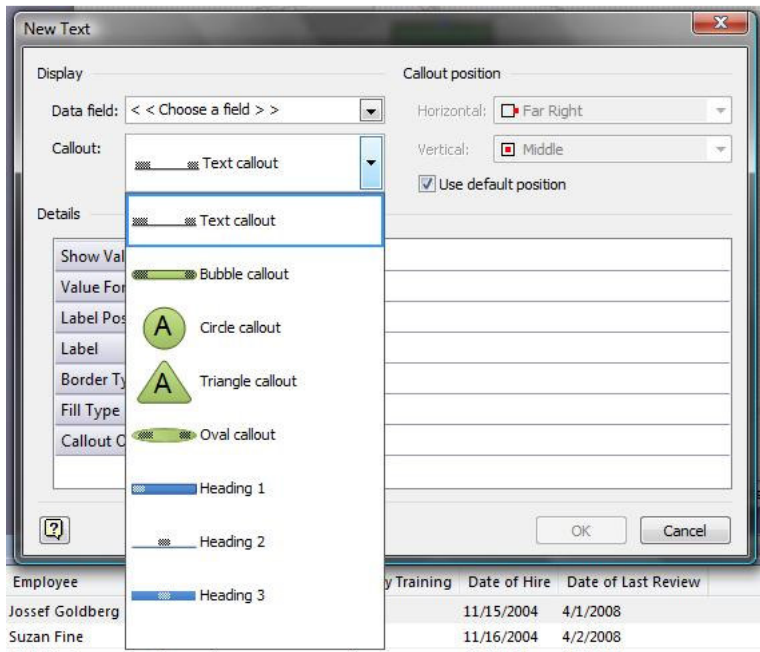 New Text
Display
Callout position
Data field: < < Choose a field > >
Horizontal: Far Right
Callout: Text callout
Vertical: Middle
Use default position
Details
Text callout
Show Val
Bubble callout
Value For
Label Pos
A Circle callout
Label
Border Ty
A Triangle callout
Fill Type
Callout O
Oval callout
Heading 1
OK Cancel
Heading 2
Employee y Training Date of Hire Date of Last Review
Heading 3
Jossef Goldberg 11/15/2004 4/1/2008
Suzan Fine 11/16/2004 4/2/2008